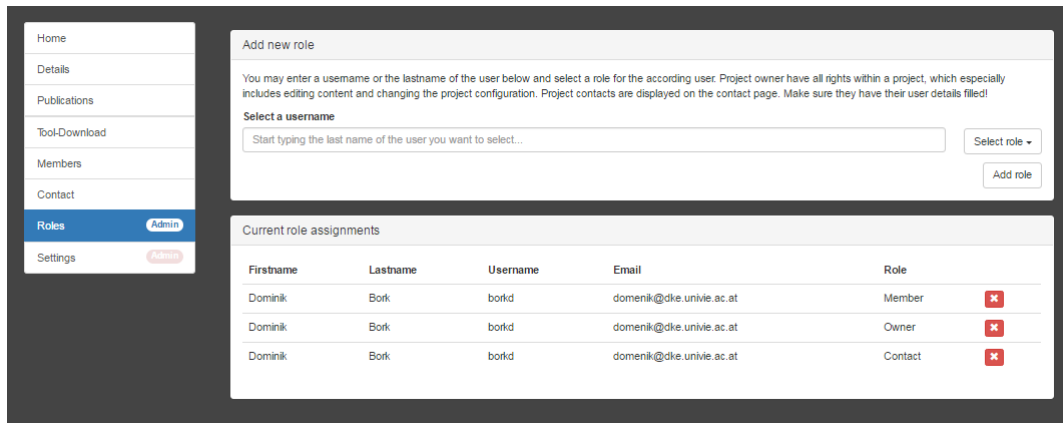 Home
Details
Publications
Tool-Download
Members
Contact
Roles Admin
Settings Admin
Add new role
You may enter a username or the lastname of the user below and select a role for the according user. Project owner have all rights within a project, which especially
includes editing content and changing the project configuration. Project contacts are displayed on the contact page. Make sure they have their user details filled!
Select a username
Start typing the last name of the user you want to select...
Select role
Add role
Current role assignments
Firstname Lastname Username Email Role
Dominik Bork borkd domenik@dke.univie.ac.at Member
Dominik Bork borkd domenik@dke.univie.ac.at Owner
Dominik Bork borkd domenik@dke.univie.ac.at Contact